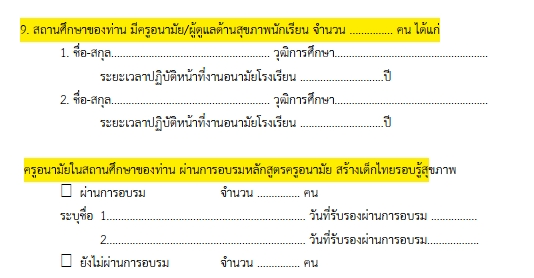 9. สถานศึกษาของท่าน มีครูอนามัย/ผู้ดูแลด้านสุขภาพนักเรียน จำนวน .............. คน ได้แก่
1. ชื่อ-สกุล..................................................... วุฒิการศึกษา...................................................
ระยะเวลาปฏิบัติหน้าที่งานอนามัยโรงเรียน ............................ปี
2. ชื่อ-สกุล..................................................... วุฒิการศึกษา...................................................
ระยะเวลาปฏิบัติหน้าที่งานอนามัยโรงเรียน ............................ปี
ครูอนามัยในสถานศึกษาของท่าน ผ่านการอบรมหลักสูตรครูอนามัย สร้างเด็กไทยรอบรู้สุขภาพ
☐ ผ่านการอบรม จำนวน .............. คน
ระบุชื่อ 1.................................................................. วันที่รับรองผ่านการอบรม ................
2.................................................................. วันที่รับรองผ่านการอบรม.................
☐ ยังไม่ผ่านการอบรม จำนวน .............. คน